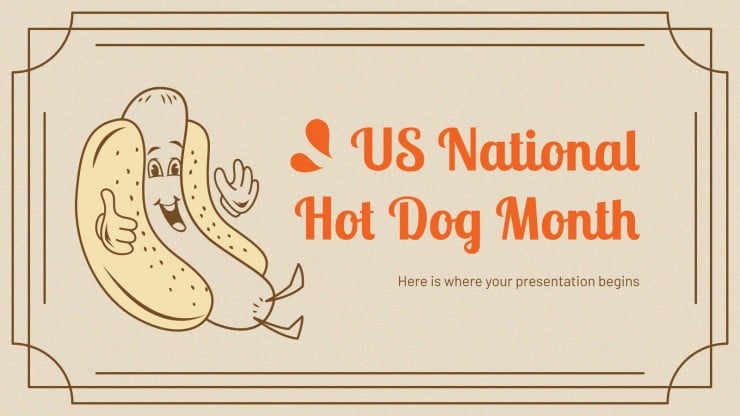 US National
Hot Dog Month
Here is where your presentation begins